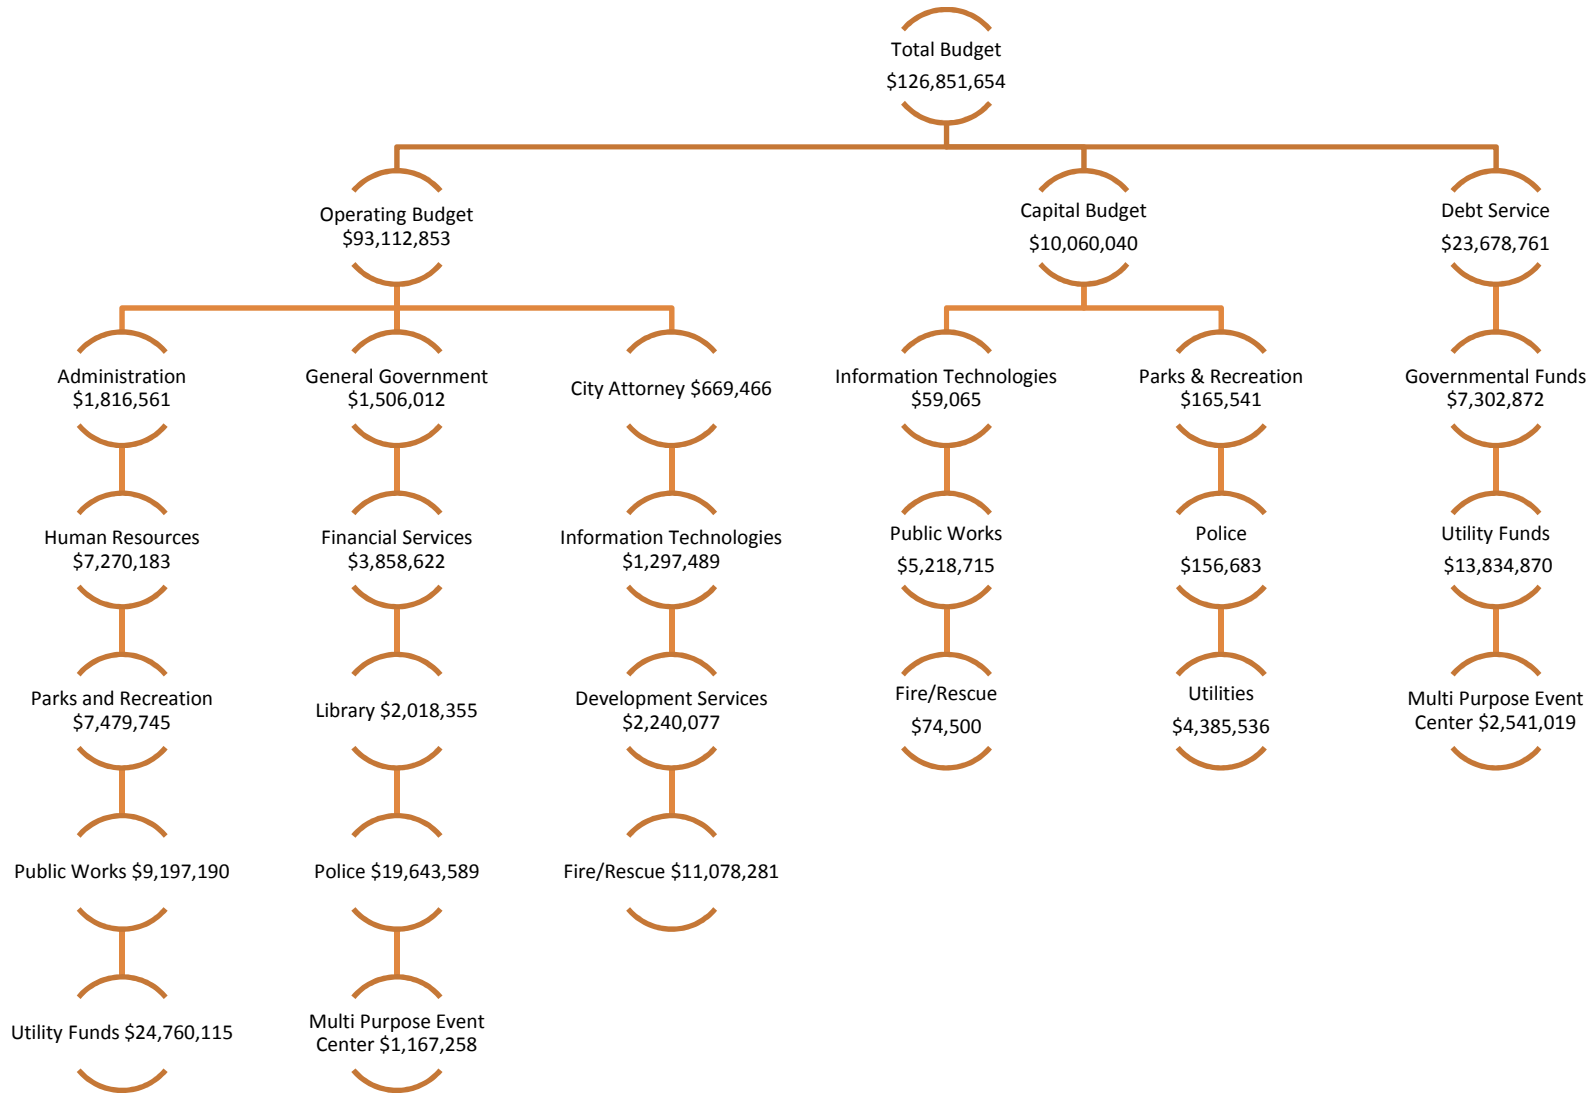 Total Budget
$126,851,654
Operating Budget
$93,112,853
Capital Budget
$10,060,040
Debt Service
$23,678,761
Administration
$1,816,561
General Government
$1,506,012
City Attorney $669,466
Information Technologies
$59,065
Parks & Recreation
$165,541
Governmental Funds
$7,302,872
Human Resources
$7,270,183
Financial Services
$3,858,622
Information Technologies
$1,297,489
Public Works
$5,218,715
Police
$156,683
Utility Funds
$13,834,870
Parks and Recreation
$7,479,745
Library $2,018,355
Development Services
$2,240,077
Fire/Rescue
$74,500
Utilities
$4,385,536
Multi Purpose Event
Center $2,541,019
Public Works $9,197,190
Police $19,643,589
Fire/Rescue $11,078,281
Utility Funds $24,760,115
Multi Purpose Event
Center $1,167,258